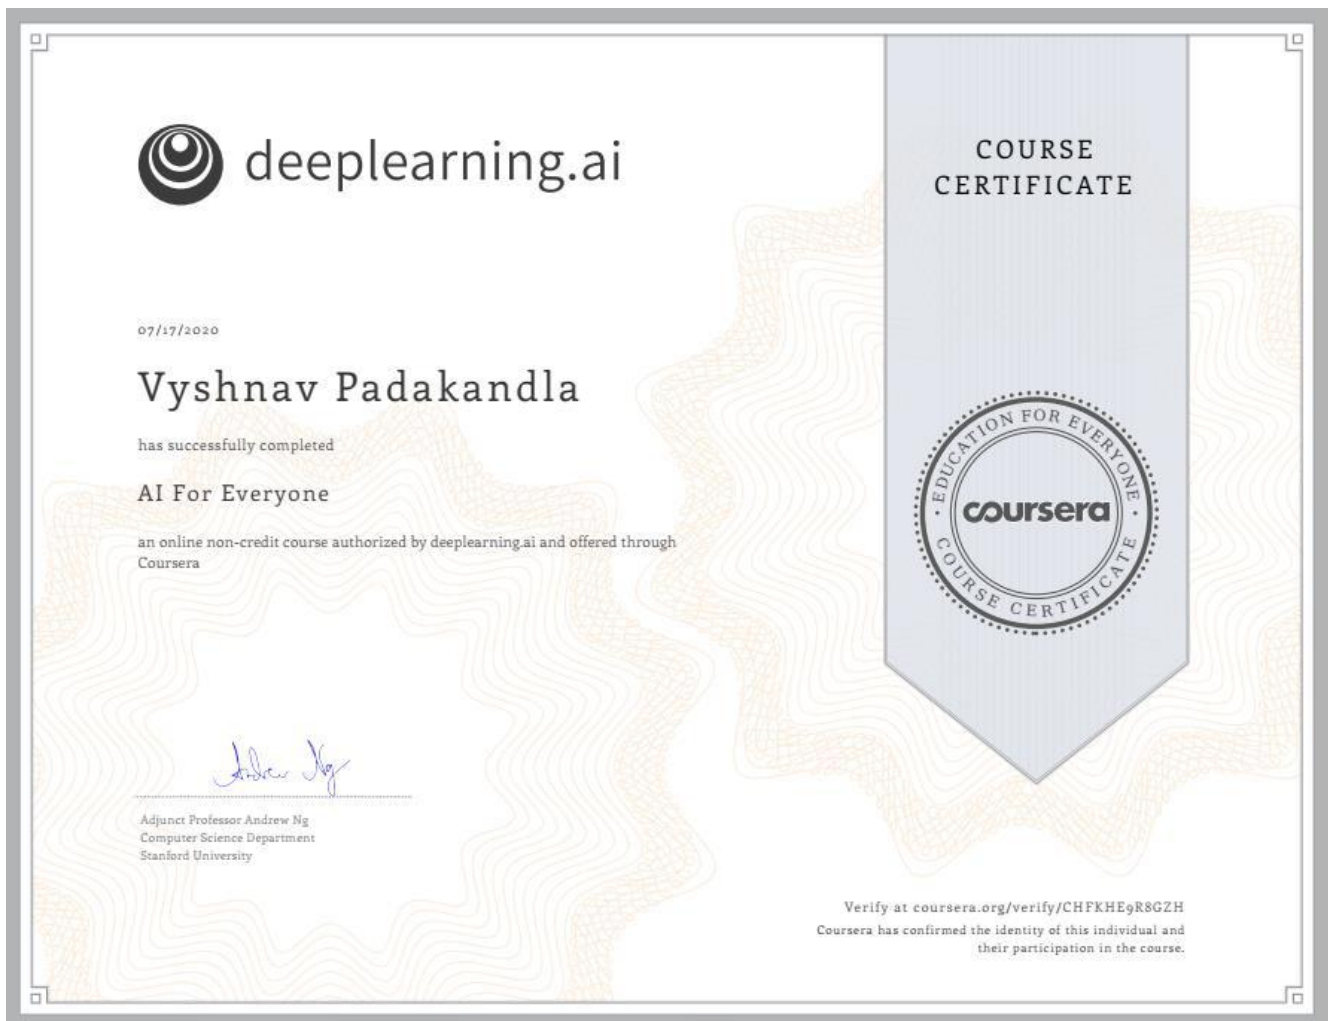 deeplearning.ai
COURSE
CERTIFICATE
07/17/2020
Vyshnav Padakandla
has successfully completed
AI For Everyone
an online non-credit course authorized by deeplearning.ai and offered through
Coursera
EDUCATION FOR EVERYONE
coursera
COURSE CERTIFICATE
Andrew Ng
Adjunct Professor Andrew Ng
Computer Science Department
Stanford University
Verify at coursera.org/verify/CHFKHE9R8GZH
Coursera has confirmed the identity of this individual and
their participation in the course.